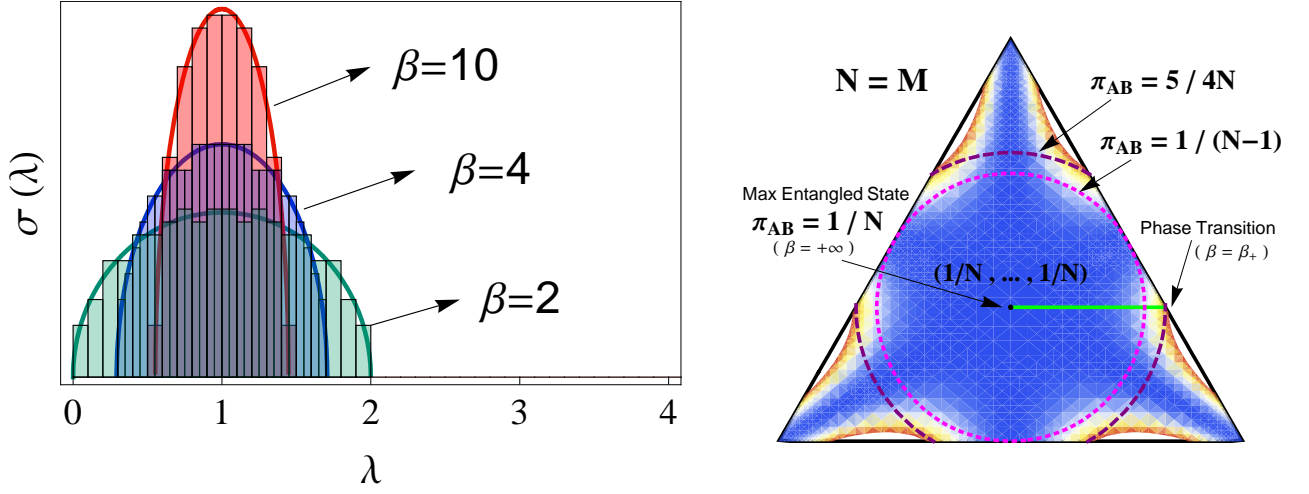 β=10
β=4
β=2
σ (λ)
0 1 2 3 4
λ
N = M
π_AB = 5 / 4N
π_AB = 1 / (N−1)
Max Entangled State
π_AB = 1 / N
( β = +∞ )
Phase Transition
( β = β₊ )
(1/N , ... , 1/N)